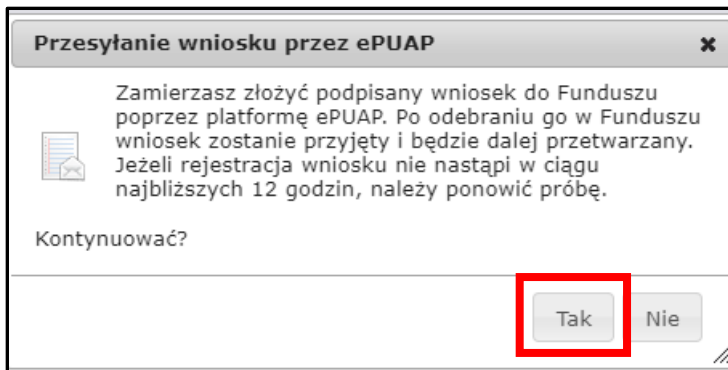 Przesyłanie wniosku przez ePUAP
Zamierzasz złożyć podpisany wniosek do Funduszu
poprzez platformę ePUAP. Po odebraniu go w Funduszu
wniosek zostanie przyjęty i będzie dalej przetwarzany.
Jeżeli rejestracja wniosku nie nastąpi w ciągu
najbliższych 12 godzin, należy ponowić próbę.
Kontynuować?
Tak Nie